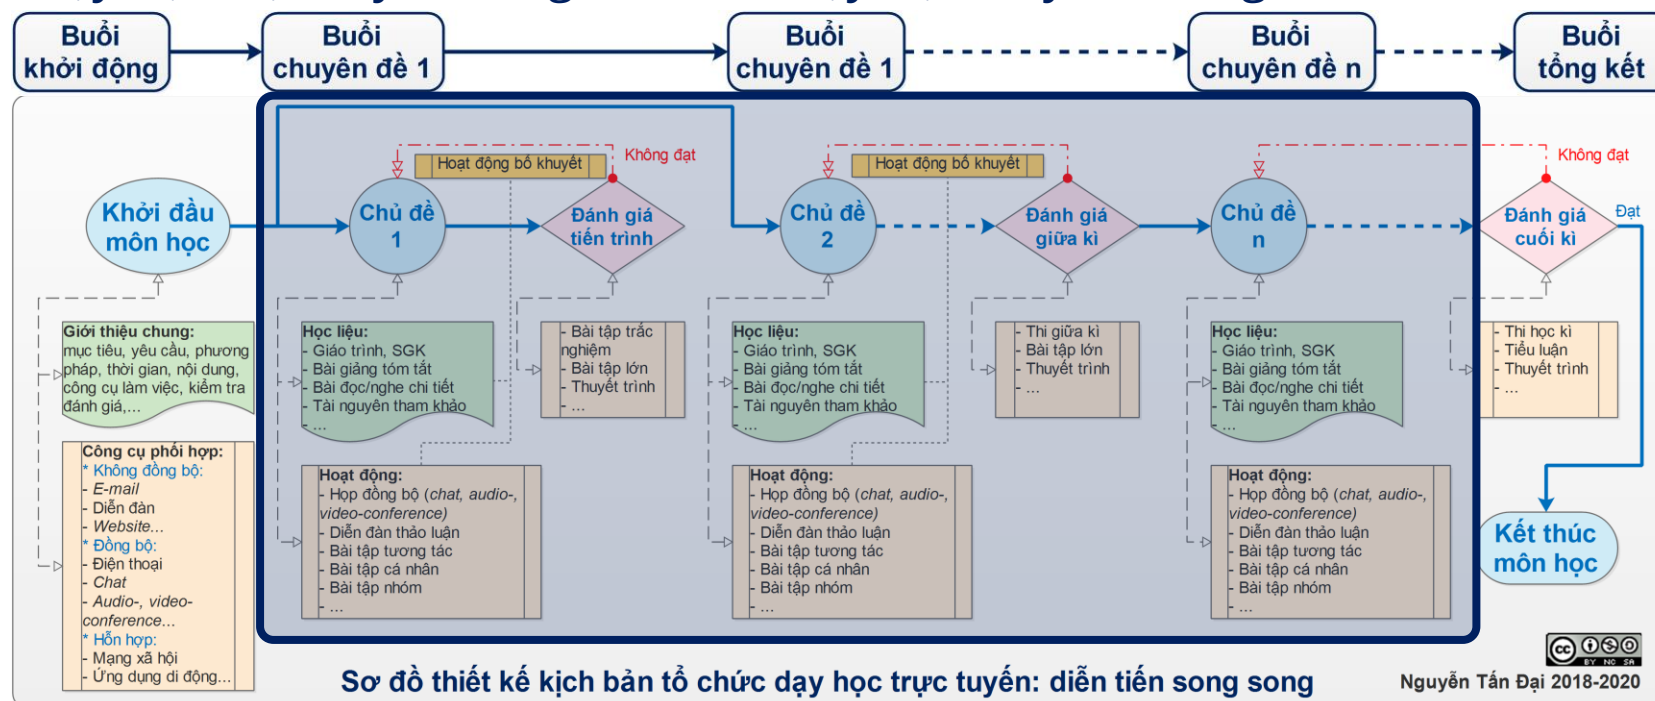 Buổi
khởi động
Buổi
chuyên đề 1
Buổi
chuyên đề 1
Buổi
chuyên đề n
Buổi
tổng kết
Khởi đầu
môn học
Chủ đề
1
Hoạt động bổ khuyết
Không đạt
Đánh giá
tiến trình
Chủ đề
2
Hoạt động bổ khuyết
Đánh giá
giữa kì
Chủ đề
n
Không đạt
Đánh giá
cuối kì
Đạt
Giới thiệu chung:
mục tiêu, yêu cầu, phương
pháp, thời gian, nội dung,
công cụ làm việc, kiểm tra
đánh giá,...
Công cụ phối hợp:
* Không đồng bộ:
- E-mail
- Diễn đàn
- Website...
* Đồng bộ:
- Điện thoại
- Chat
- Audio-, video-
conference...
* Hỗn hợp:
- Mạng xã hội
- Ứng dụng di động...
Học liệu:
- Giáo trình, SGK
- Bài giảng tóm tắt
- Bài đọc/nghe chi tiết
- Tài nguyên tham khảo
- ...
- Bài tập trắc
nghiệm
- Bài tập lớn
- Thuyết trình
- ...
Hoạt động:
- Họp đồng bộ (chat, audio-,
video-conference)
- Diễn đàn thảo luận
- Bài tập tương tác
- Bài tập cá nhân
- Bài tập nhóm
- ...
Học liệu:
- Giáo trình, SGK
- Bài giảng tóm tắt
- Bài đọc/nghe chi tiết
- Tài nguyên tham khảo
- ...
- Thi giữa kì
- Bài tập lớn
- Thuyết trình
- ...
Hoạt động:
- Họp đồng bộ (chat, audio-,
video-conference)
- Diễn đàn thảo luận
- Bài tập tương tác
- Bài tập cá nhân
- Bài tập nhóm
- ...
Học liệu:
- Giáo trình, SGK
- Bài giảng tóm tắt
- Bài đọc/nghe chi tiết
- Tài nguyên tham khảo
- ...
- Thi học kì
- Tiểu luận
- Thuyết trình
- ...
Hoạt động:
- Họp đồng bộ (chat, audio-,
video-conference)
- Diễn đàn thảo luận
- Bài tập tương tác
- Bài tập cá nhân
- Bài tập nhóm
- ...
Kết thúc
môn học
Sơ đồ thiết kế kịch bản tổ chức dạy học trực tuyến: diễn tiến song song
cc
BY NC SA
Nguyễn Tấn Đại 2018-2020